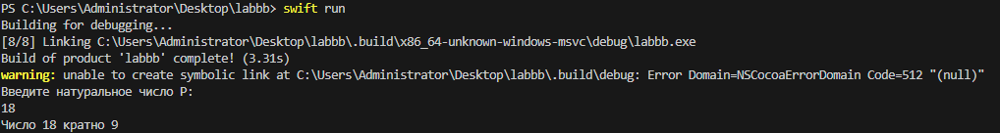 PS C:\Users\Administrator\Desktop\labbb> swift run
Building for debugging...
[8/8] Linking C:\Users\Administrator\Desktop\labbb\.build\x86_64-unknown-windows-msvc\debug\labbb.exe
Build of product 'labbb' complete! (3.31s)
warning: unable to create symbolic link at C:\Users\Administrator\Desktop\labbb\.build\debug: Error Domain=NSCocoaErrorDomain Code=512 "(null)"
Введите натуральное число P:
18
Число 18 кратно 9